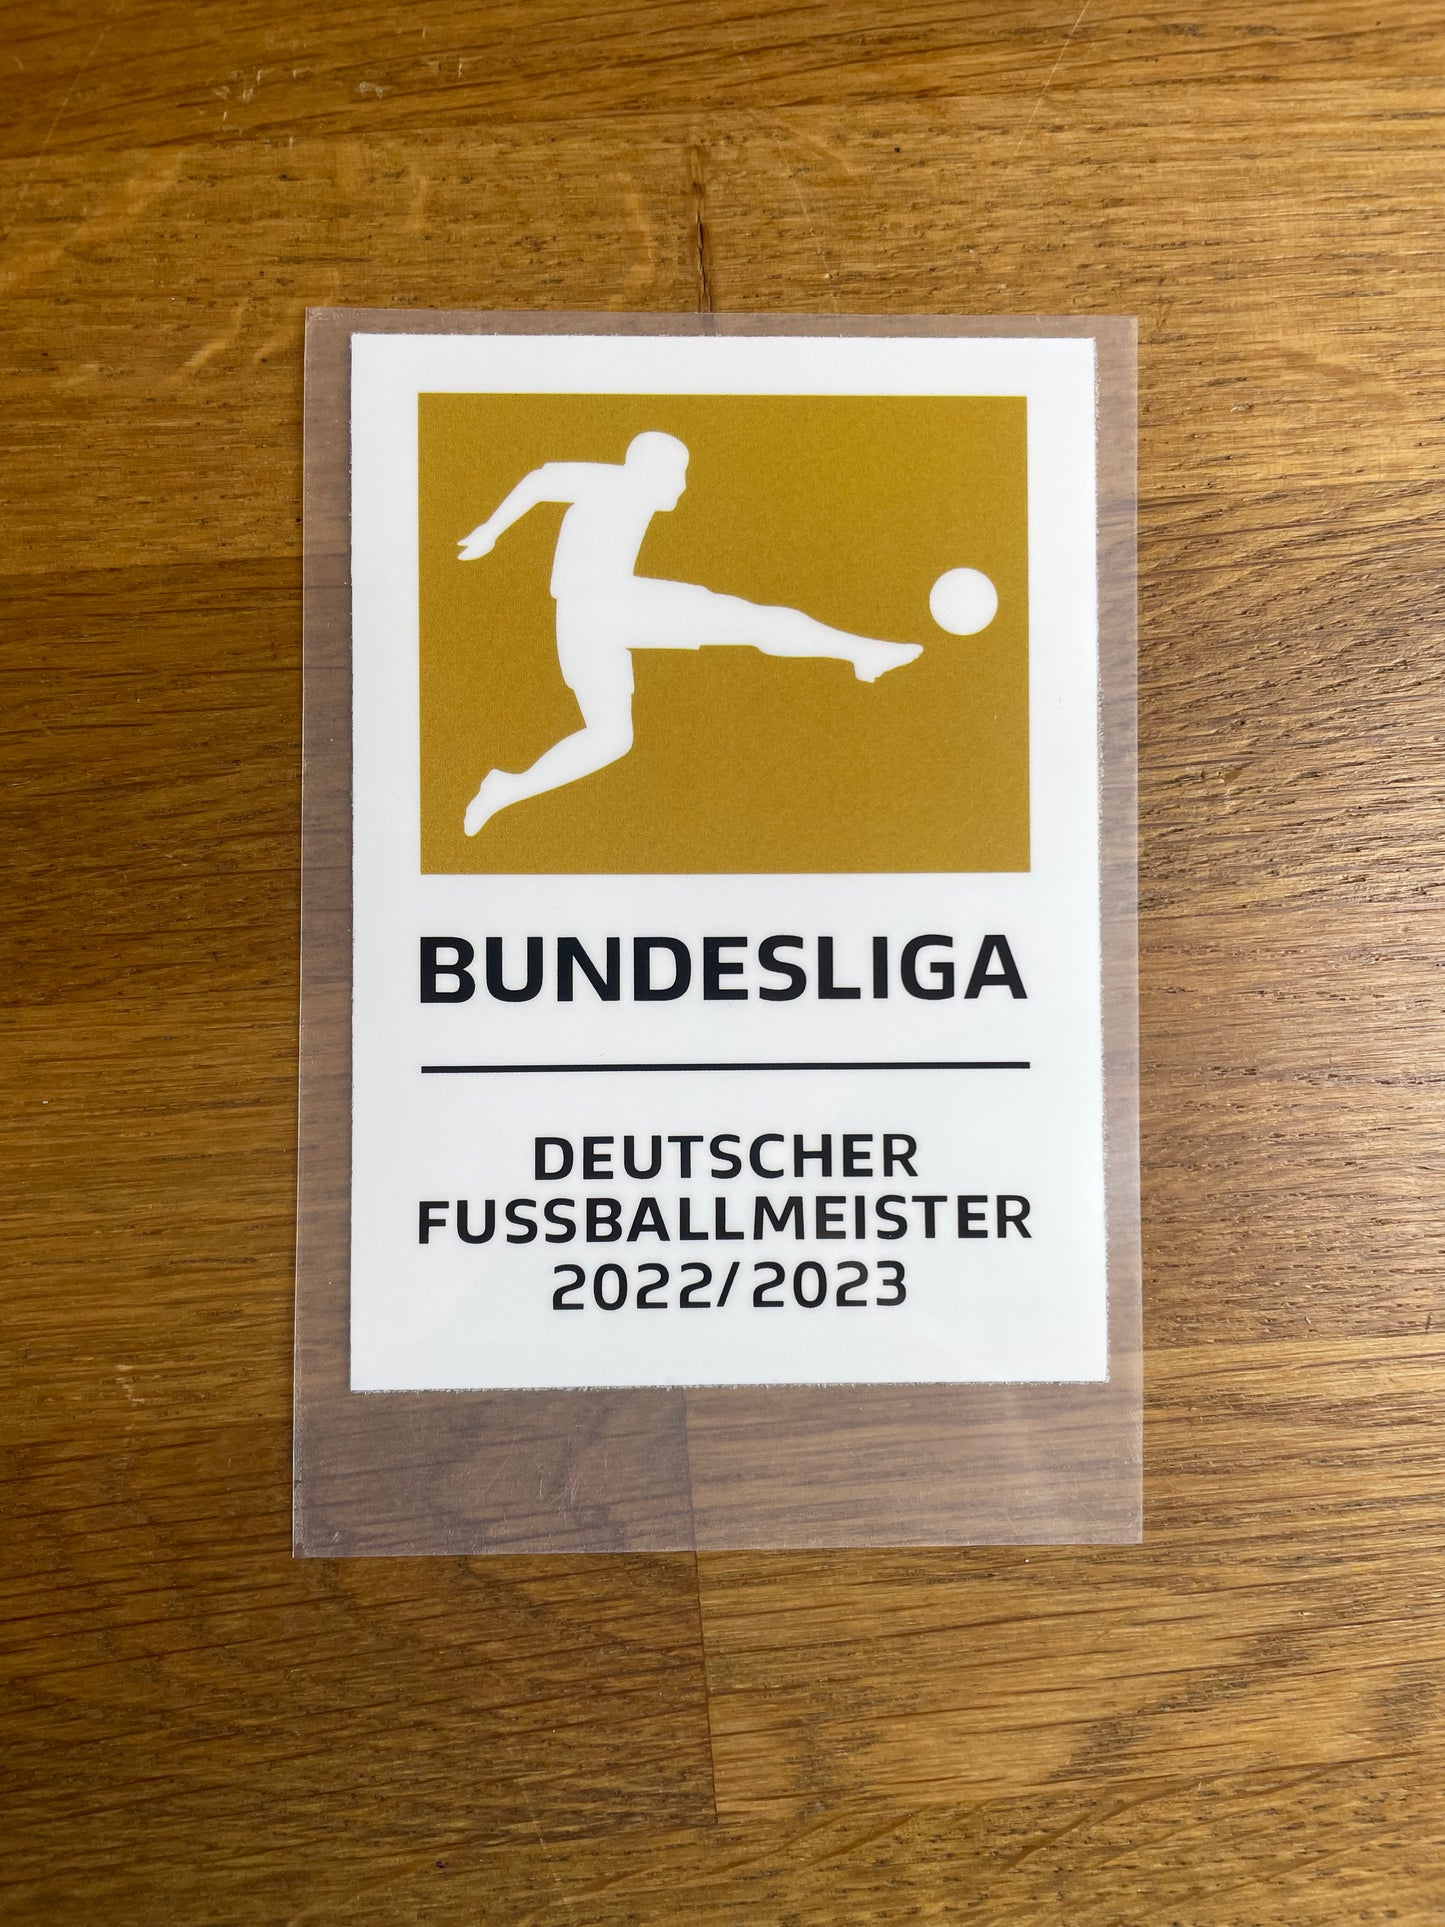 BUNDESLIGA
DEUTSCHER
FUSSBALLMEISTER
2022/2023